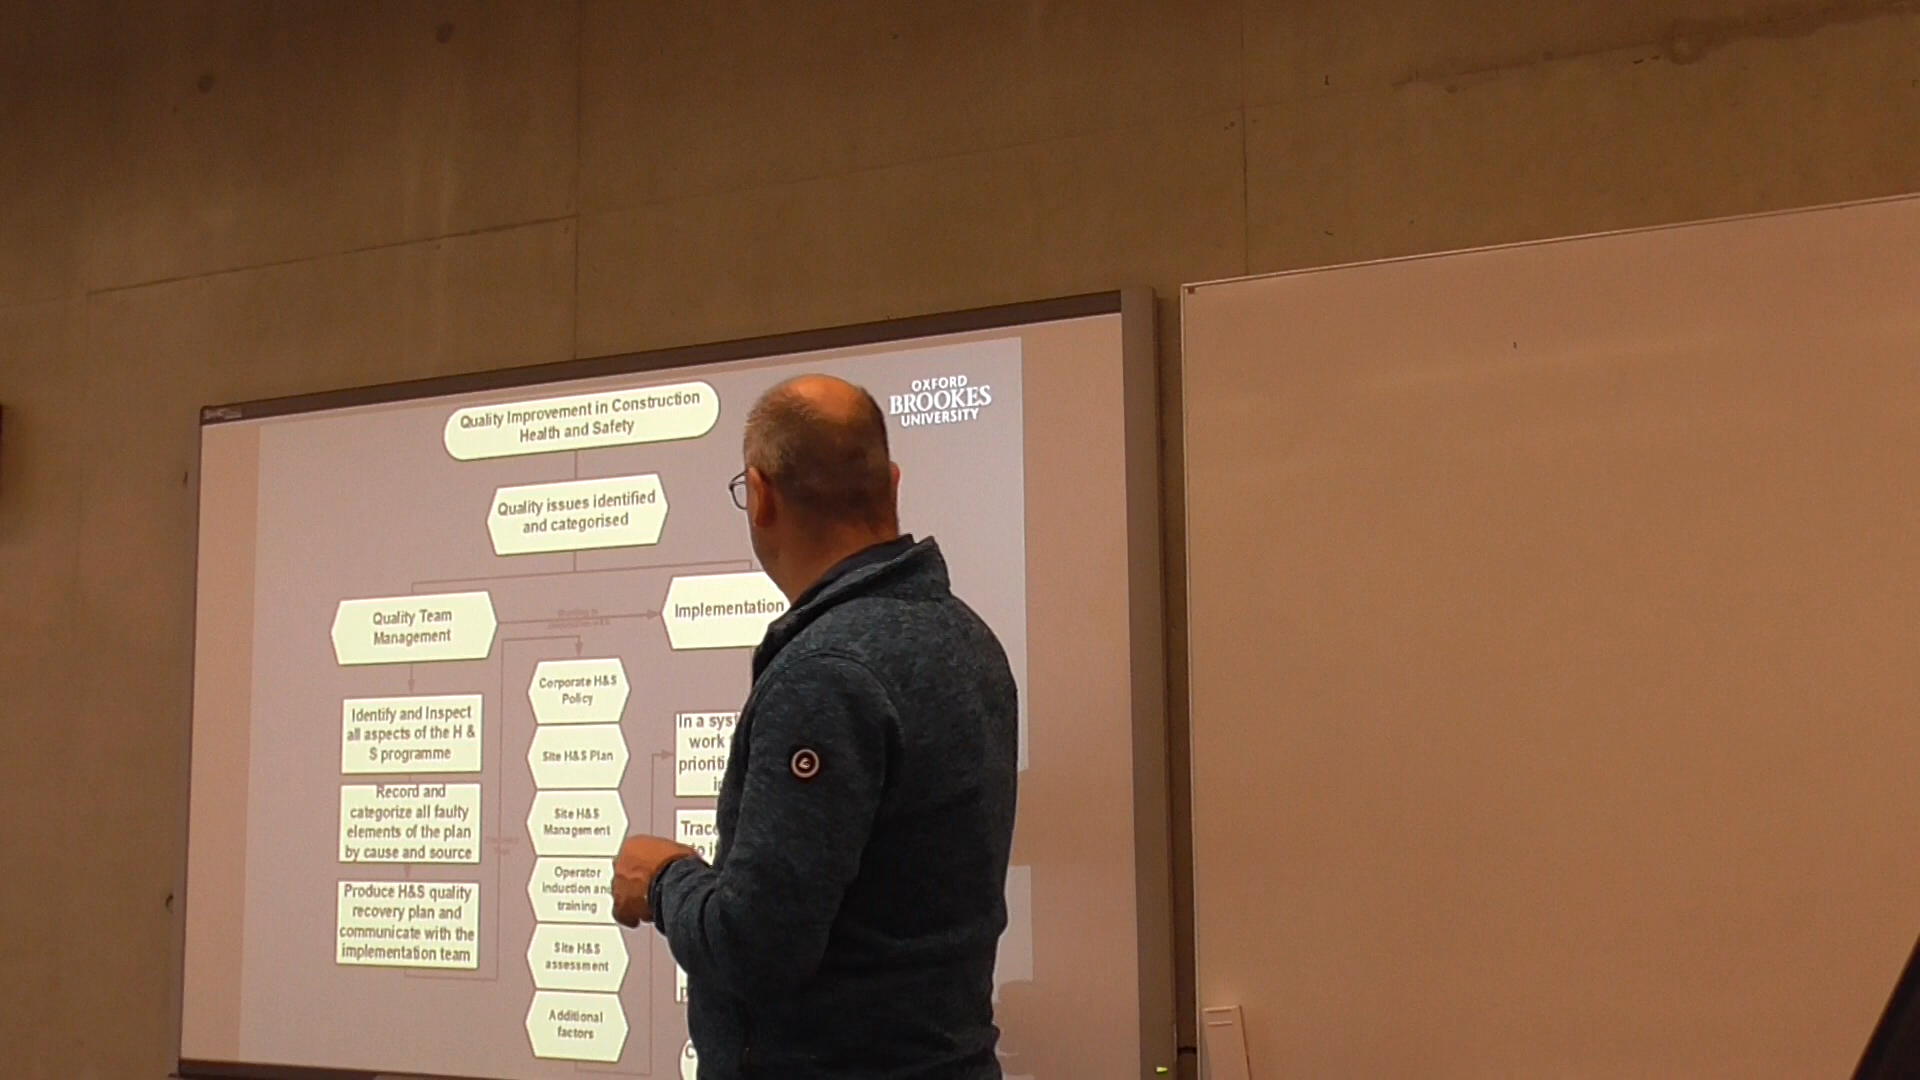 Quality Improvement in Construction
Health and Safety
OXFORD
BROOKES
UNIVERSITY
Quality issues identified
and categorised
Quality Team
Management
Implementation
Identify and Inspect
all aspects of the H &
S programme
Record and
categorize all faulty
elements of the plan
by cause and source
Produce H&S quality
recovery plan and
communicate with the
implementation team
Corporate H&S
Policy
Site H&S Plan
Site H&S
Management
Operator
induction and
training
Site H&S
assessment
Additional
factors
In a
work